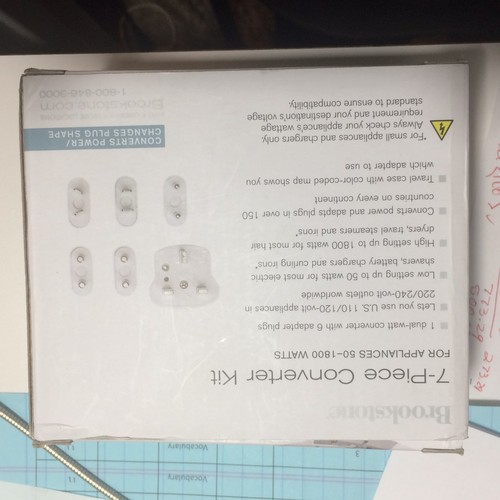 Brookstone
7-Piece Converter Kit
FOR APPLIANCES 50-1800 WATTS
1 dual-watt converter with 6 adapter plugs
Lets you use U.S. 110/120-volt appliances in
220/240-volt outlets worldwide
Low setting up to 50 watts for most electric
shavers, battery chargers and curling irons*
High setting up to 1800 watts for most hair
dryers, travel steamers and irons*
Converts power and adapts plugs in over 150
countries on every continent
Travel case with color-coded map shows you
which adapter to use
*For small appliances and chargers only.
Always check your appliance's wattage
requirement and your destination's voltage
standard to ensure compatibility.
CONVERTS POWER/
CHANGES PLUG SHAPE
Brookstone.com
1-800-846-3000
Vocabulary
3
Vocabulary
11
773.29
273.29